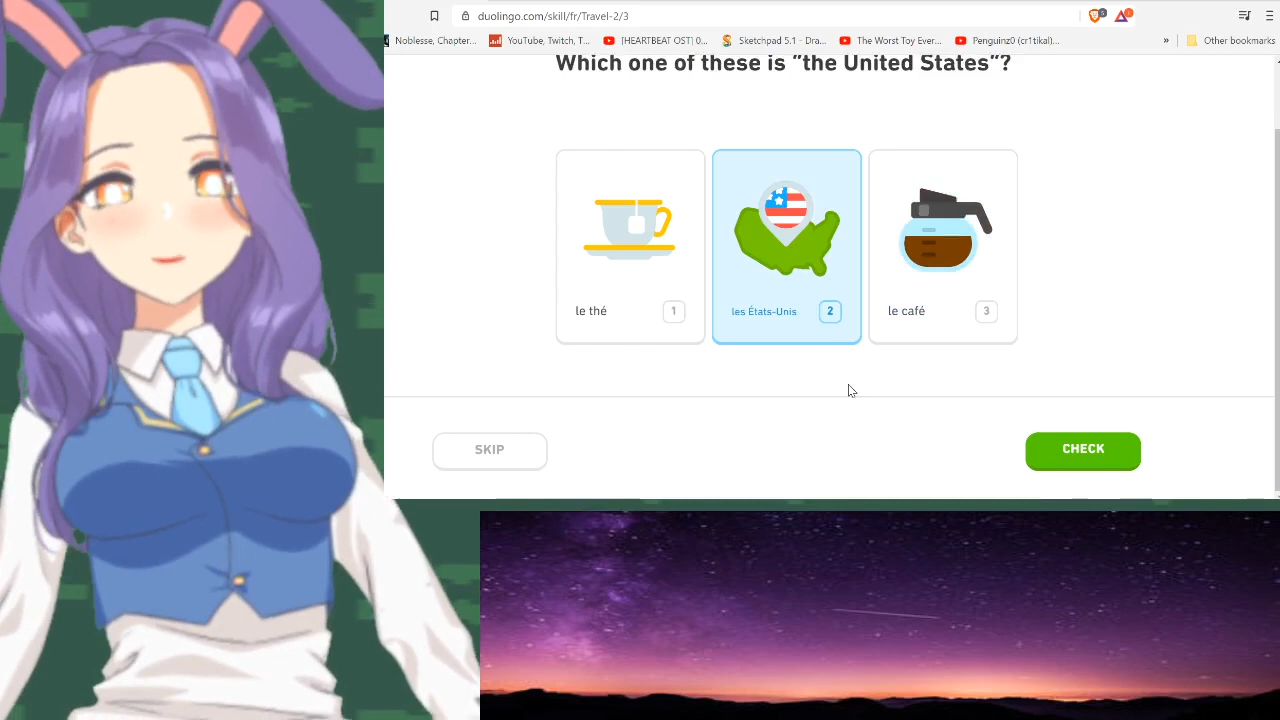 duolingo.com/skill/fr/Travel-2/3
Noblesse, Chapter... YouTube, Twitch, T... [HEARTBEAT OST] 0... Sketchpad 5.1 - Dr... The Worst Toy Ever... Penguinz0 (cr1tikal)... » Other bookmarks
Which one of these is "the United States"?
le thé 1
les États-Unis 2
le café 3
SKIP
CHECK